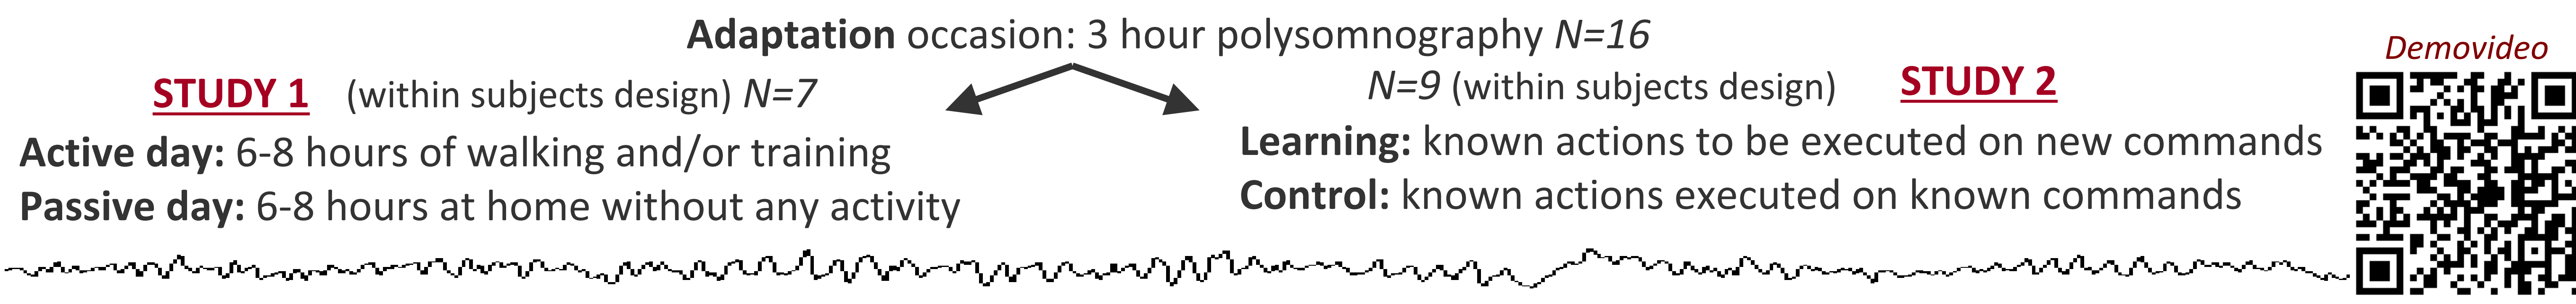 Adaptation occasion: 3 hour polysomnography N=16
STUDY 1 (within subjects design) N=7
Active day: 6-8 hours of walking and/or training
Passive day: 6-8 hours at home without any activity
N=9 (within subjects design) STUDY 2
Learning: known actions to be executed on new commands
Control: known actions executed on known commands
Demovideo